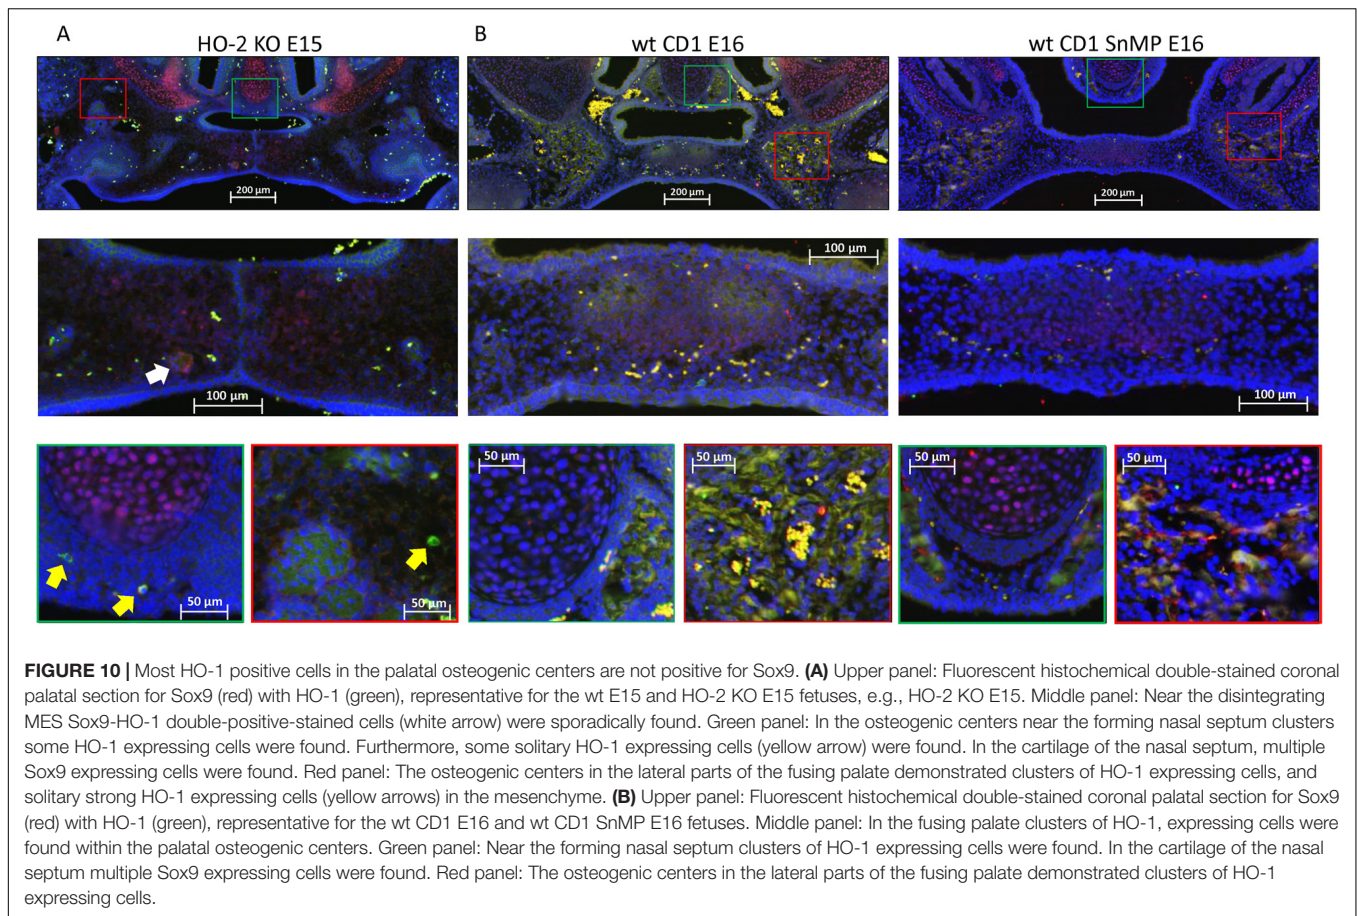 A
HO-2 KO E15
B
wt CD1 E16
wt CD1 SnMP E16
200 µm
200 µm
200 µm
100 µm
100 µm
100 µm
50 µm
50 µm
50 µm
50 µm
50 µm
50 µm
FIGURE 10 | Most HO-1 positive cells in the palatal osteogenic centers are not positive for Sox9. (A) Upper panel: Fluorescent histochemical double-stained coronal
palatal section for Sox9 (red) with HO-1 (green), representative for the wt E15 and HO-2 KO E15 fetuses, e.g., HO-2 KO E15. Middle panel: Near the disintegrating
MES Sox9-HO-1 double-positive-stained cells (white arrow) were sporadically found. Green panel: In the osteogenic centers near the forming nasal septum clusters
some HO-1 expressing cells were found. Furthermore, some solitary HO-1 expressing cells (yellow arrow) were found. In the cartilage of the nasal septum, multiple
Sox9 expressing cells were found. Red panel: The osteogenic centers in the lateral parts of the fusing palate demonstrated clusters of HO-1 expressing cells, and
solitary strong HO-1 expressing cells (yellow arrows) in the mesenchyme. (B) Upper panel: Fluorescent histochemical double-stained coronal palatal section for Sox9
(red) with HO-1 (green), representative for the wt CD1 E16 and wt CD1 SnMP E16 fetuses. Middle panel: In the fusing palate clusters of HO-1, expressing cells were
found within the palatal osteogenic centers. Green panel: Near the forming nasal septum clusters of HO-1 expressing cells were found. In the cartilage of the nasal
septum multiple Sox9 expressing cells were found. Red panel: The osteogenic centers in the lateral parts of the fusing palate demonstrated clusters of HO-1
expressing cells.